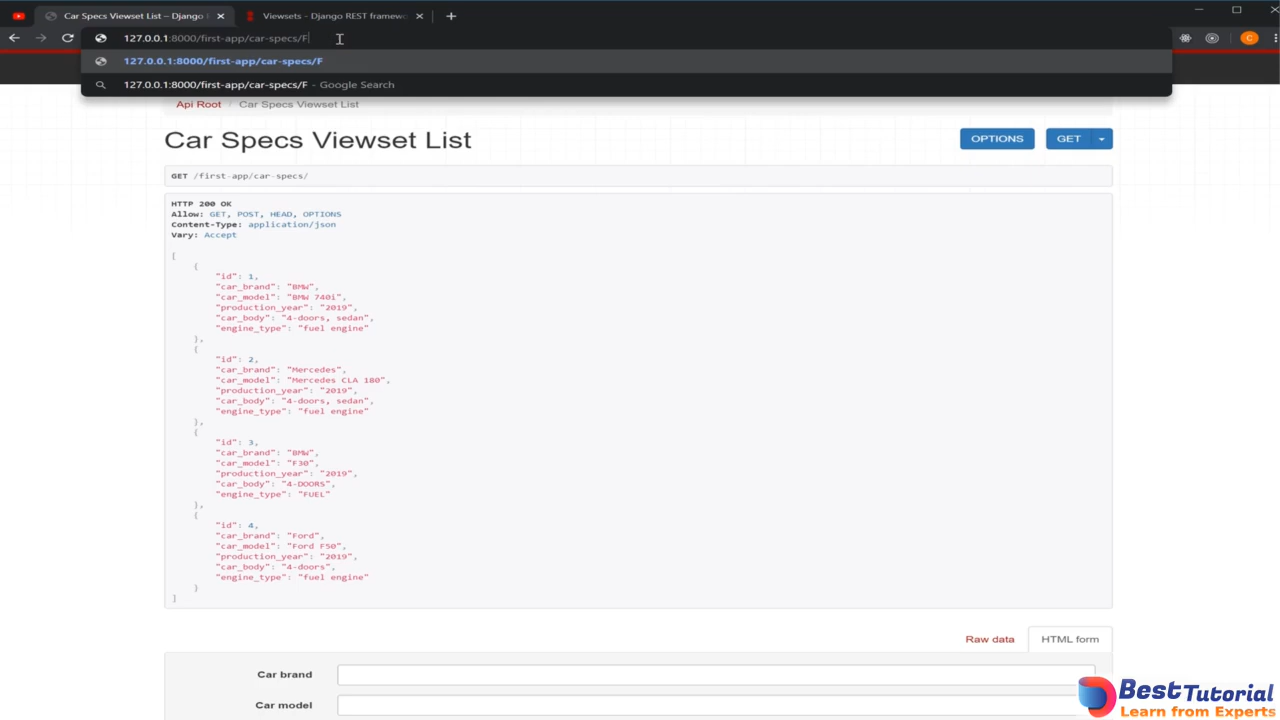 Car Specs Viewset List – Django
Viewsets - Django REST framewo
127.0.0.1:8000/first-app/car-specs/F
C
127.0.0.1:8000/first-app/car-specs/F
127.0.0.1:8000/first-app/car-specs/F - Google Search
Api Root / Car Specs Viewset List
Car Specs Viewset List
OPTIONS
GET
GET /first-app/car-specs/
HTTP 200 OK
Allow: GET, POST, HEAD, OPTIONS
Content-Type: application/json
Vary: Accept
[
{
"id": 1,
"car_brand": "BMW",
"car_model": "BMW 740i",
"production_year": "2019",
"car_body": "4-doors, sedan",
"engine_type": "fuel engine"
},
{
"id": 2,
"car_brand": "Mercedes",
"car_model": "Mercedes CLA 180",
"production_year": "2019",
"car_body": "4-doors, sedan",
"engine_type": "fuel engine"
},
{
"id": 3,
"car_brand": "BMW",
"car_model": "F30",
"production_year": "2019",
"car_body": "4-DOORS",
"engine_type": "FUEL"
},
{
"id": 4,
"car_brand": "Ford",
"car_model": "Ford F50",
"production_year": "2019",
"car_body": "4-doors",
"engine_type": "fuel engine"
}
]
Raw data
HTML form
Car brand
Car model
BestTutorial
Learn from Experts